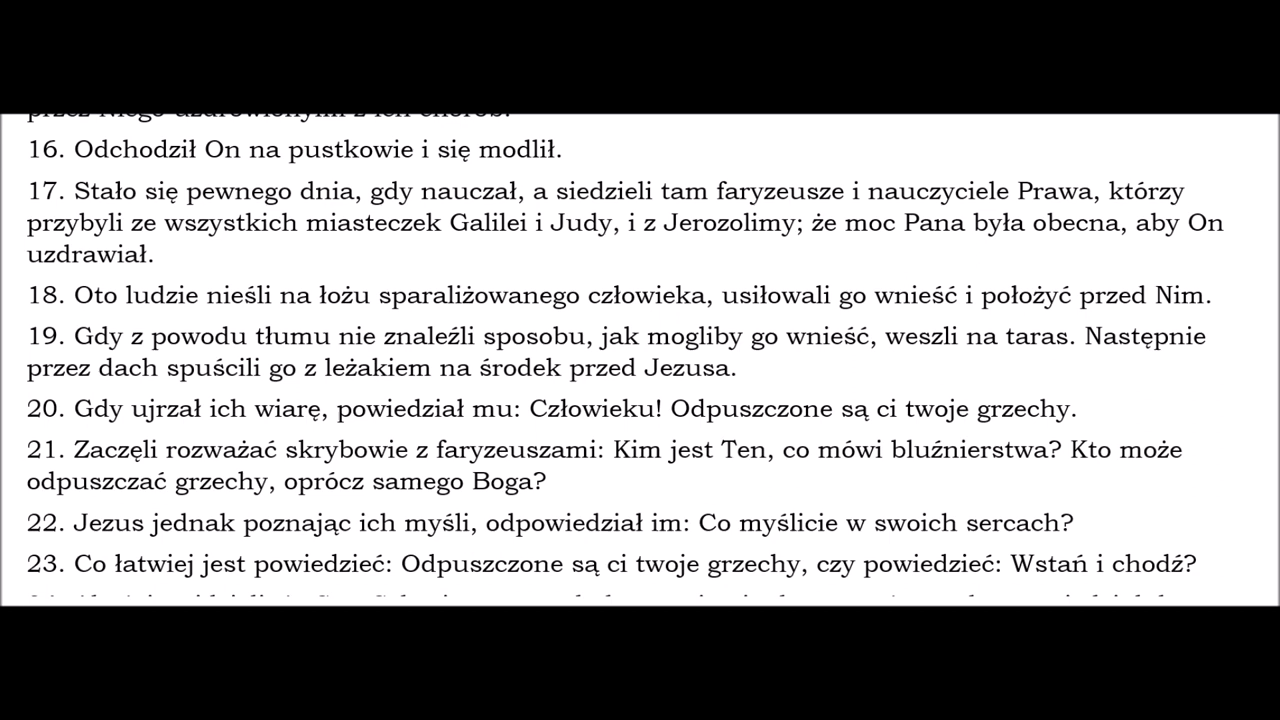 przez Niego uzdrowionymi z ich chorób.
16. Odchodził On na pustkowie i się modlił.
17. Stało się pewnego dnia, gdy nauczał, a siedzieli tam faryzeusze i nauczyciele Prawa, którzy
przybyli ze wszystkich miasteczek Galilei i Judy, i z Jerozolimy; że moc Pana była obecna, aby On
uzdrawiał.
18. Oto ludzie nieśli na łożu sparaliżowanego człowieka, usiłowali go wnieść i położyć przed Nim.
19. Gdy z powodu tłumu nie znaleźli sposobu, jak mogliby go wnieść, weszli na taras. Następnie
przez dach spuścili go z leżakiem na środek przed Jezusa.
20. Gdy ujrzał ich wiarę, powiedział mu: Człowieku! Odpuszczone są ci twoje grzechy.
21. Zaczęli rozważać skrybowie z faryzeuszami: Kim jest Ten, co mówi bluźnierstwa? Kto może
odpuszczać grzechy, oprócz samego Boga?
22. Jezus jednak poznając ich myśli, odpowiedział im: Co myślicie w swoich sercach?
23. Co łatwiej jest powiedzieć: Odpuszczone są ci twoje grzechy, czy powiedzieć: Wstań i chodź?